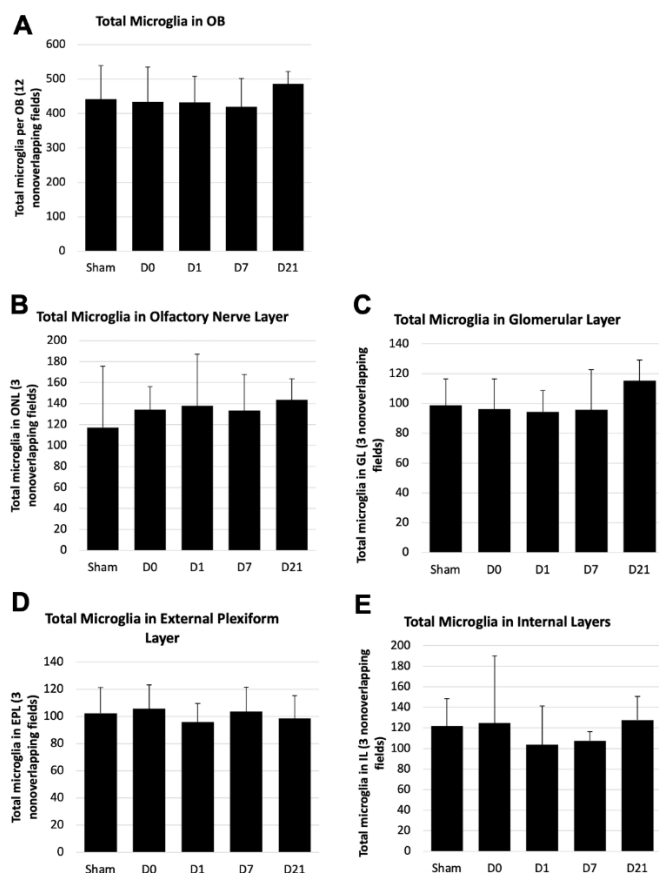 A
Total Microglia in OB
Total microglia per OB (12
nonoverlapping fields)
600
500
400
300
200
100
0
Sham D0 D1 D7 D21
B
Total Microglia in Olfactory Nerve Layer
Total microglia in ONL (3
nonoverlapping fields)
200
180
160
140
120
100
80
60
40
20
0
Sham D0 D1 D7 D21
C
Total Microglia in Glomerular Layer
Total microglia in GL (3 nonoverlapping
fields)
140
120
100
80
60
40
20
0
Sham D0 D1 D7 D21
D
Total Microglia in External Plexiform
Layer
Total microglia in EPL (3
nonoverlapping fields)
140
120
100
80
60
40
20
0
Sham D0 D1 D7 D21
E
Total Microglia in Internal Layers
Total microglia in IL (3 nonoverlapping
fields)
200
180
160
140
120
100
80
60
40
20
0
Sham D0 D1 D7 D21